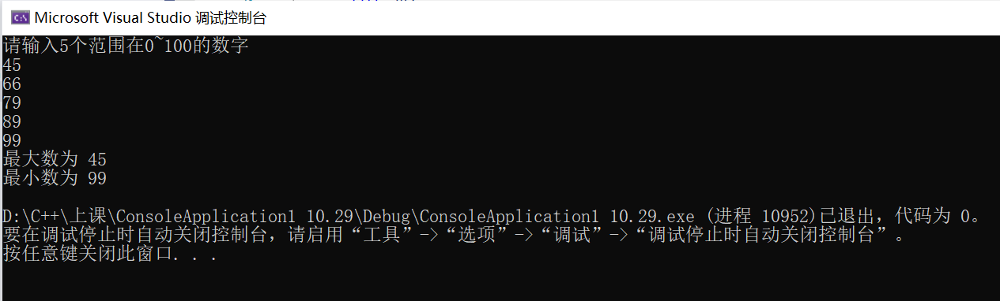 Microsoft Visual Studio 调试控制台
请输入5个范围在0~100的数字
45
66
79
89
99
最大数为 45
最小数为 99
D:\C++\上课\ConsoleApplication1 10.29\Debug\ConsoleApplication1 10.29.exe (进程 10952)已退出，代码为 0。
要在调试停止时自动关闭控制台，请启用“工具”->“选项”->“调试”->“调试停止时自动关闭控制台”。
按任意键关闭此窗口. . .